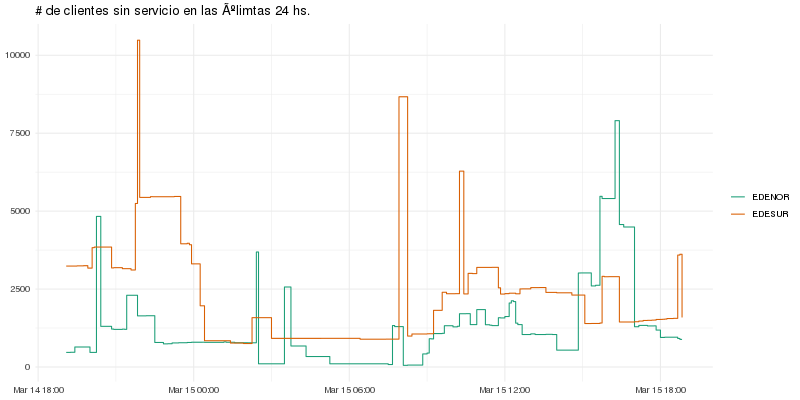 # de clientes sin servicio en las Ãºlimtas 24 hs.
10000
7500
5000
2500
0
EDENOR
EDESUR
Mar 14 18:00
Mar 15 00:00
Mar 15 06:00
Mar 15 12:00
Mar 15 18:00